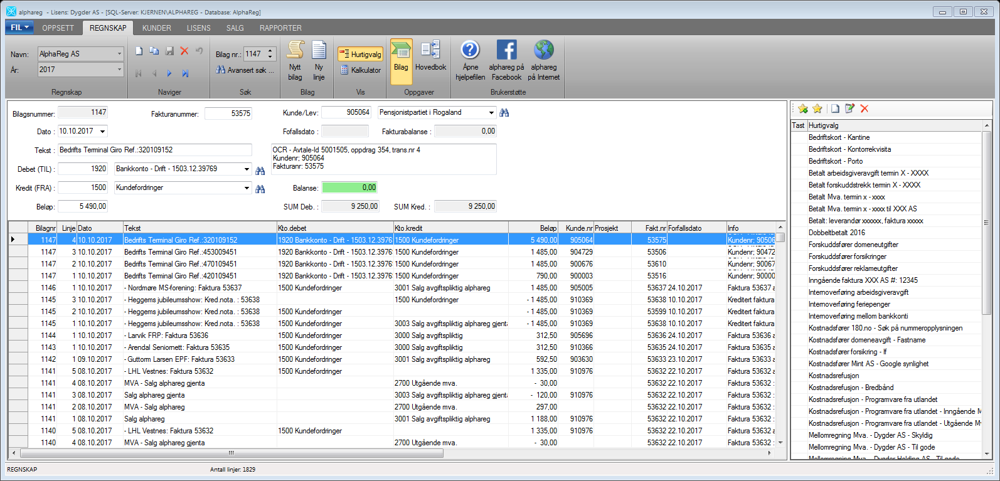 alphareg - Lisens: Dygder AS - [SQL-Server: KJERNEN\ALPHAREG - Database: AlphaReg]
FIL OPPSETT REGNSKAP KUNDER LISENS SALG RAPPORTER
Navn: AlphaReg AS
År: 2017
Regnskap
Naviger
Bilag nr.: 1147
Avansert søk ...
Søk
Nytt bilag
Ny linje
Bilag
Hurtigvalg
Kalkulator
Vis
Bilag
Hovedbok
Oppgaver
Åpne hjelpefilen
alphareg på Facebook
alphareg på Internet
Brukerstøtte
Bilagsnummer: 1147 Fakturanummer: 53575 Kunde/Lev: 905064 Pensjonistpartiet i Rogaland
Dato : 10.10.2017 Fofallsdato : Fakturabalanse : 0,00
Tekst : Bedrifts Terminal Giro Ref.:320109152
OCR - Avtale-Id 5001505, oppdrag 354, trans.nr 4
Kundenr; 905064
Fakturanr: 53575
Debet (TIL) : 1920 Bankkonto - Drift - 1503.12.39769
Kredit (FRA) : 1500 Kundefordringer Balanse: 0,00
Beløp: 5 490,00 SUM Deb. : 9 250,00 SUM Kred. : 9 250,00
Bilagnr Linje Dato Tekst Kto.debet Kto.kredit Beløp Kunde.nr Prosjekt Fakt.nr Forfallsdato Info
1147 4 10.10.2017 Bedrifts Terminal Giro Ref.:320109152 1920 Bankkonto - Drift - 1503.12.3976 1500 Kundefordringer 5 490,00 905064 53575 Kundenr; 90506
1147 3 10.10.2017 Bedrifts Terminal Giro Ref.:453009451 1920 Bankkonto - Drift - 1503.12.3976 1500 Kundefordringer 1 485,00 904729 53506 Kundenr; 90472
1147 2 10.10.2017 Bedrifts Terminal Giro Ref.:470109451 1920 Bankkonto - Drift - 1503.12.3976 1500 Kundefordringer 1 485,00 900676 53610 Kundenr; 90067
1147 1 10.10.2017 Bedrifts Terminal Giro Ref.:420109451 1920 Bankkonto - Drift - 1503.12.3976 1500 Kundefordringer 790,00 900003 53516 Kundenr; 90000
1146 1 10.10.2017 - Nordmøre MS-forening: Faktura 53637 1500 Kundefordringer 3001 Salg avgiftspliktig alphareg 1 485,00 905005 53637 24.10.2017 Faktura 53637 a
1145 3 10.10.2017 - Heggems jubileumsshow: Kred.nota. : 53638 1500 Kundefordringer - 1 485,00 910369 53638 10.10.2017 Kreditert faktura
1145 2 10.10.2017 - Heggems jubileumsshow: Kred.nota. : 53638 1500 Kundefordringer - 1 485,00 910369 53599 10.10.2017 Kreditert faktura
1145 1 10.10.2017 - Heggems jubileumsshow: Kred.nota. : 53638 1500 Kundefordringer 3003 Salg avgiftspliktig alphareg gjenta - 1 485,00 910369 53638 10.10.2017 Kreditert faktura
1144 1 10.10.2017 - Larvik FRP: Faktura 53636 1500 Kundefordringer 3000 Salg avgiftspliktig 312,50 905696 53636 24.10.2017 Faktura 53636 a
1143 1 10.10.2017 - Arendal Seniornett: Faktura 53635 1500 Kundefordringer 3000 Salg avgiftspliktig 312,50 910366 53635 24.10.2017 Faktura 53635 a
1142 1 09.10.2017 - Guttorm Larsen EPF: Faktura 53633 1500 Kundefordringer 3001 Salg avgiftspliktig alphareg 592,50 903630 53633 23.10.2017 Faktura 53633 a
1141 5 08.10.2017 - LHL Vestnes: Faktura 53632 1500 Kundefordringer 1 335,00 910976 53632 22.10.2017 Faktura 53632 :
1141 4 08.10.2017 MVA - Salg alphareg gjenta 2700 Utgående mva. - 30,00 53632 22.10.2017 Faktura 53632 :
1141 3 08.10.2017 Salg alphareg gjenta 3003 Salg avgiftspliktig alphareg gjenta - 120,00 910976 53632 22.10.2017 Faktura 53632 :
1141 2 08.10.2017 MVA - Salg alphareg 2700 Utgående mva. 297,00 53632 22.10.2017 Faktura 53632 :
1141 1 08.10.2017 Salg alphareg 3001 Salg avgiftspliktig alphareg 1 188,00 910976 53632 22.10.2017 Faktura 53632 :
1140 5 08.10.2017 - LHL Vestnes: Faktura 53632 1500 Kundefordringer 1 335,00 910976 53632 22.10.2017 Faktura 53632 :
1140 4 08.10.2017 MVA - Salg alphareg gjenta 2700 Utgående mva. - 30,00 53632 22.10.2017 Faktura 53632 :
Tast Hurtigvalg
Bedriftskort - Kantine
Bedriftskort - Kontorrekvisita
Bedriftskort - Porto
Betalt arbeidsgiveravgift termin X - XXXX
Betalt forskuddstrekk termin X - XXXX
Betalt Mva. termin x - xxxx
Betalt Mva. termin x - xxxx til XXX AS
Betalt: leverandør xxxxxx, faktura xxxxx
Dobbeltbetalt 2016
Forskuddsfører domeneutgifter
Forskuddsfører forsikringer
Forskuddsfører reklameutgifter
Inngående faktura XXX AS #: 12345
Internoverføring arbeidsgiveravgift
Internoverføring feriepenger
Internoverføring mellom bankkonti
Kostnadsfører 180.no - Søk på nummeropplysningen
Kostnadsfører domeneavgift - Fastname
Kostnadsfører forsikring - If
Kostnadsfører Mint AS - Google synlighet
Kostnadsrefusjon
Kostnadsrefusjon - Bredbånd
Kostnadsrefusjon - Programvare fra utlandet
Kostnadsrefusjon - Programvare fra utlandet - Inngående M
Kostnadsrefusjon - Programvare fra utlandet - Utgående Mv
Mellomregning Mva. - Dygder AS - Skyldig
Mellomregning Mva. - Dygder AS - Til gode
Mellomregning Mva. - Dygder Holding AS - Til gode
REGNSKAP Antall linjer: 1829